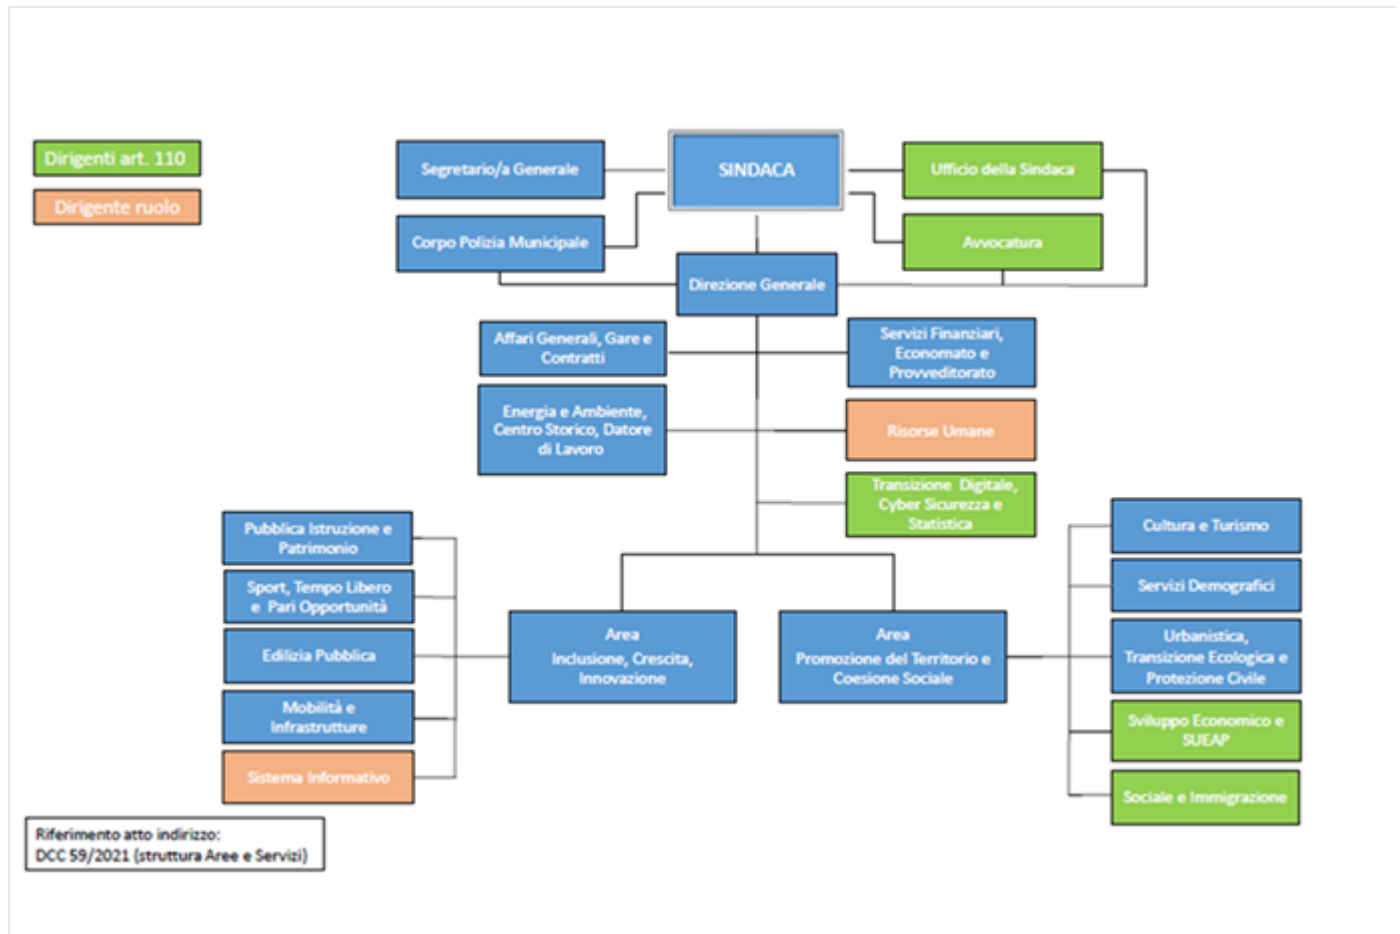 Dirigenti art. 110
Dirigente ruolo
Segretario/a Generale
SINDACA
Ufficio della Sindaca
Corpo Polizia Municipale
Avvocatura
Direzione Generale
Affari Generali, Gare e
Contratti
Servizi Finanziari,
Economato e
Provveditorato
Energia e Ambiente,
Centro Storico, Datore
di Lavoro
Risorse Umane
Transizione Digitale,
Cyber Sicurezza e
Statistica
Pubblica Istruzione e
Patrimonio
Sport, Tempo Libero
e Pari Opportunità
Edilizia Pubblica
Mobilità e
Infrastrutture
Sistema Informativo
Area
Inclusione, Crescita,
Innovazione
Area
Promozione del Territorio e
Coesione Sociale
Cultura e Turismo
Servizi Demografici
Urbanistica,
Transizione Ecologica e
Protezione Civile
Sviluppo Economico e
SUEAP
Sociale e Immigrazione
Riferimento atto indirizzo:
DCC 59/2021 (struttura Aree e Servizi)